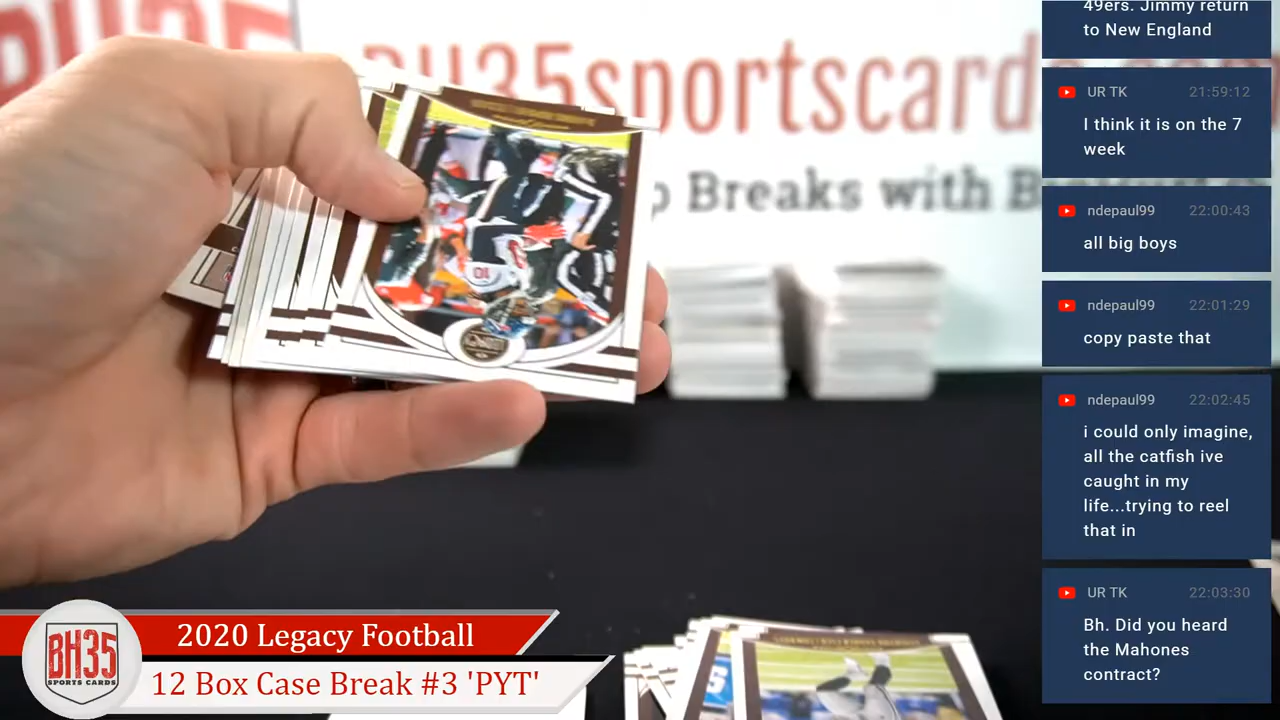 BH35sportscards.com
Breaks with B
10
49ers. Jimmy return
to New England
UR TK 21:59:12
I think it is on the 7
week
ndepaul99 22:00:43
all big boys
ndepaul99 22:01:29
copy paste that
ndepaul99 22:02:45
i could only imagine,
all the catfish ive
caught in my
life...trying to reel
that in
UR TK 22:03:30
Bh. Did you heard
the Mahones
contract?
BH35
SPORTS CARDS
2020 Legacy Football
12 Box Case Break #3 'PYT'